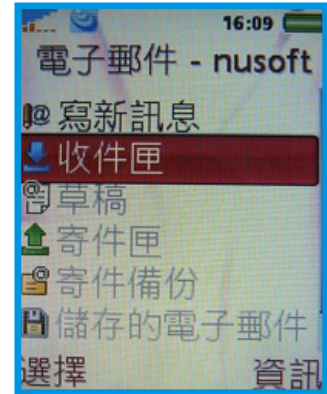 16:09
電子郵件 - nusoft
寫新訊息
收件匣
草稿
寄件匣
寄件備份
儲存的電子郵件
選擇 資訊